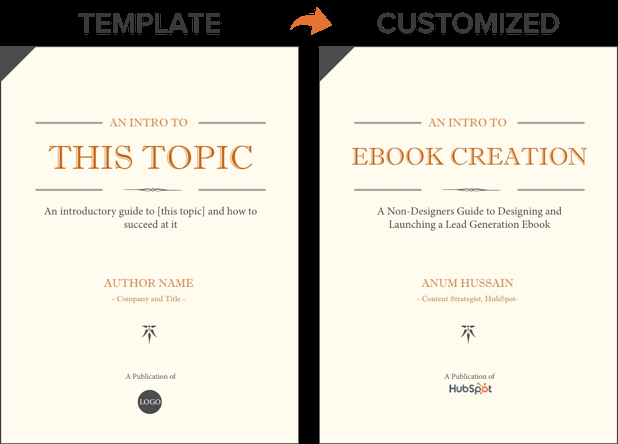 TEMPLATE
CUSTOMIZED
AN INTRO TO
THIS TOPIC
An introductory guide to [this topic] and how to
succeed at it
AUTHOR NAME
- Company and Title -
A Publication of
LOGO
AN INTRO TO
EBOOK CREATION
A Non-Designers Guide to Designing and
Launching a Lead Generation Ebook
ANUM HUSSAIN
- Content Strategist, HubSpot-
A Publication of
HubSpot